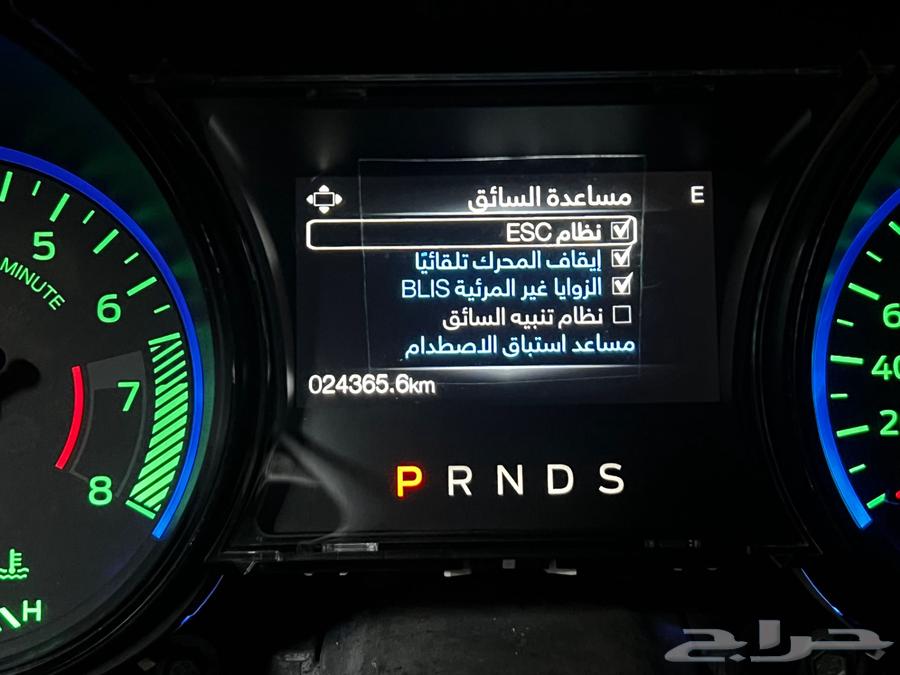 مساعدة السائق
E
نظام ESC
إيقاف المحرك تلقائيًا
الزوايا غير المرئية BLIS
نظام تنبيه السائق
مساعد استباق الاصطدام
024365.6km
P R N D S
5
MINUTE
6
7
8
H
6
40
2
حراج